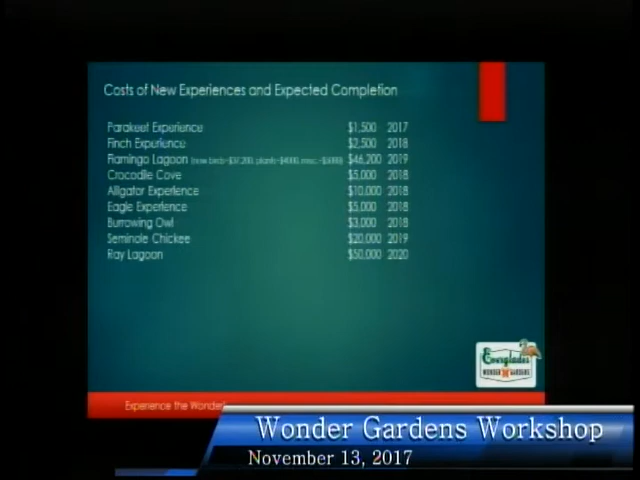 Costs of New Experiences and Expected Completion
Parakeet Experience $1,500 2017
Finch Experience $2,500 2018
Flamingo Lagoon $46,200 2019
Crocodile Cove $5,000 2018
Alligator Experience $10,000 2018
Eagle Experience $5,000 2018
Burrowing Owl $3,000 2018
Seminole Chickee $20,000 2019
Ray Lagoon $50,000 2020
Everglades
WONDER GARDENS
Experience the Wonder!
Wonder Gardens Workshop
November 13, 2017